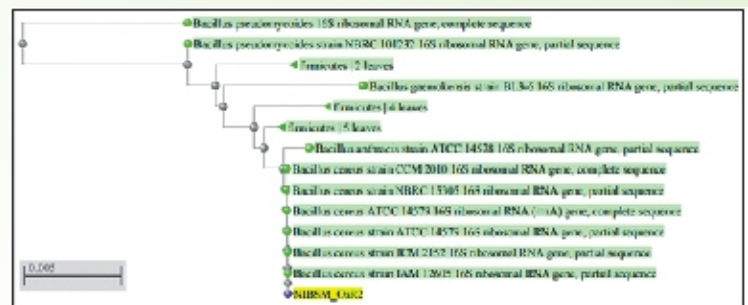 Bacillus pseudomycoides 16S ribosomal RNA gene, complete sequence
Bacillus pseudomycoides strain NBRC 101232 16S ribosomal RNA gene, partial sequence
firmicutes | 2 leaves
Bacillus strain 16S ribosomal RNA gene, partial sequence
firmicutes | leaves
firmicutes | 5 leaves
Bacillus anthracis strain ATCC 14578 16S ribosomal RNA gene, partial sequence
Bacillus cereus strain CCM 2010 16S ribosomal RNA gene, complete sequence
Bacillus cereus strain NBRC 15305 16S ribosomal RNA gene, partial sequence
Bacillus cereus ATCC 14579 16S ribosomal RNA (rrnA) gene, complete sequence
Bacillus cereus strain ATCC 14579 16S ribosomal RNA gene, partial sequence
Bacillus cereus strain JCM 2152 16S ribosomal RNA gene, partial sequence
Bacillus cereus strain IAM 12605 16S ribosomal RNA gene, partial sequence
0.005